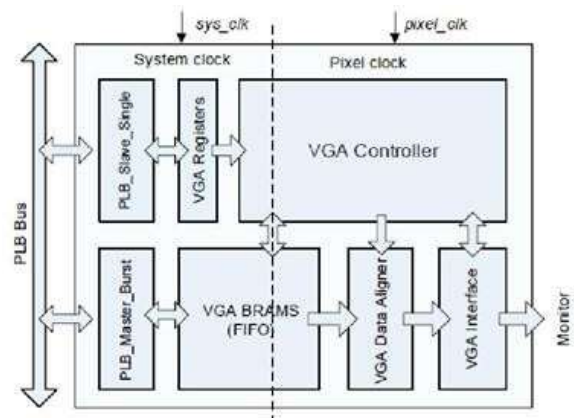 sys_clk
pixel_clk
System clock
Pixel clock
PLB Bus
PLB_Slave_Single
VGA Registers
VGA Controller
PLB_Master_Burst
VGA BRAMS
(FIFO)
VGA Data Aligner
VGA Interface
Monitor